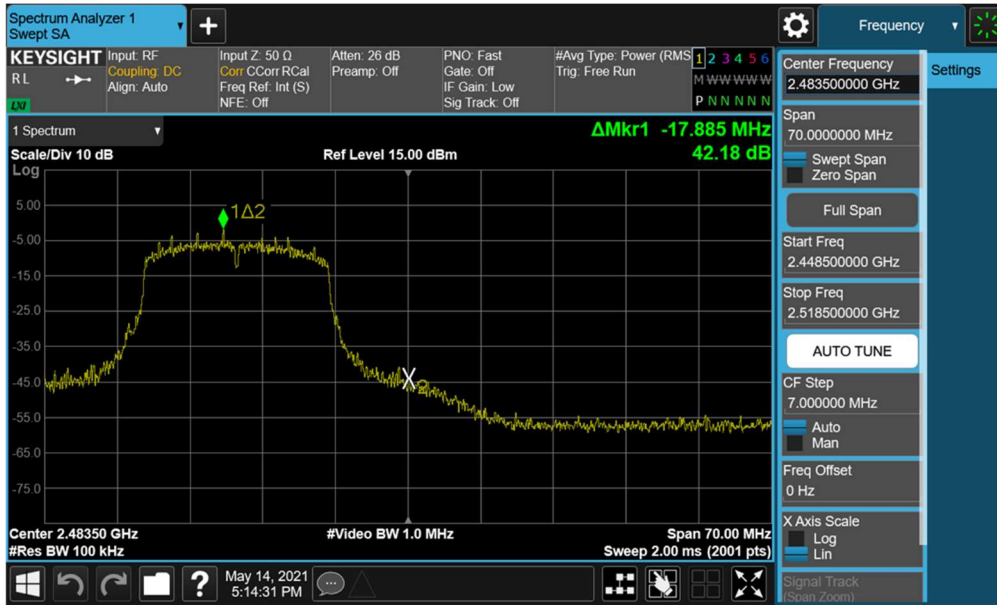 Spectrum Analyzer 1
Swept SA
+
Frequency
KEYSIGHT
R L
LXI
Input: RF
Coupling: DC
Align: Auto
Input Z: 50 Ω
Corr CCorr RCal
Freq Ref: Int (S)
NFE: Off
Atten: 26 dB
Preamp: Off
PNO: Fast
Gate: Off
IF Gain: Low
Sig Track: Off
#Avg Type: Power (RMS
Trig: Free Run
1 2 3 4 5 6
M W W W W W
P N N N N N
1 Spectrum
Scale/Div 10 dB
Log
Ref Level 15.00 dBm
ΔMkr1 -17.885 MHz
42.18 dB
5.00
-5.00
-15.0
-25.0
-35.0
-45.0
-55.0
-65.0
-75.0
1Δ2
X2
Center 2.48350 GHz
#Res BW 100 kHz
#Video BW 1.0 MHz
Span 70.00 MHz
Sweep 2.00 ms (2001 pts)
?
May 14, 2021
5:14:31 PM
Center Frequency
2.483500000 GHz
Span
70.0000000 MHz
Swept Span
Zero Span
Full Span
Start Freq
2.448500000 GHz
Stop Freq
2.518500000 GHz
AUTO TUNE
CF Step
7.000000 MHz
Auto
Man
Freq Offset
0 Hz
X Axis Scale
Log
Lin
Signal Track
(Span Zoom)
Settings